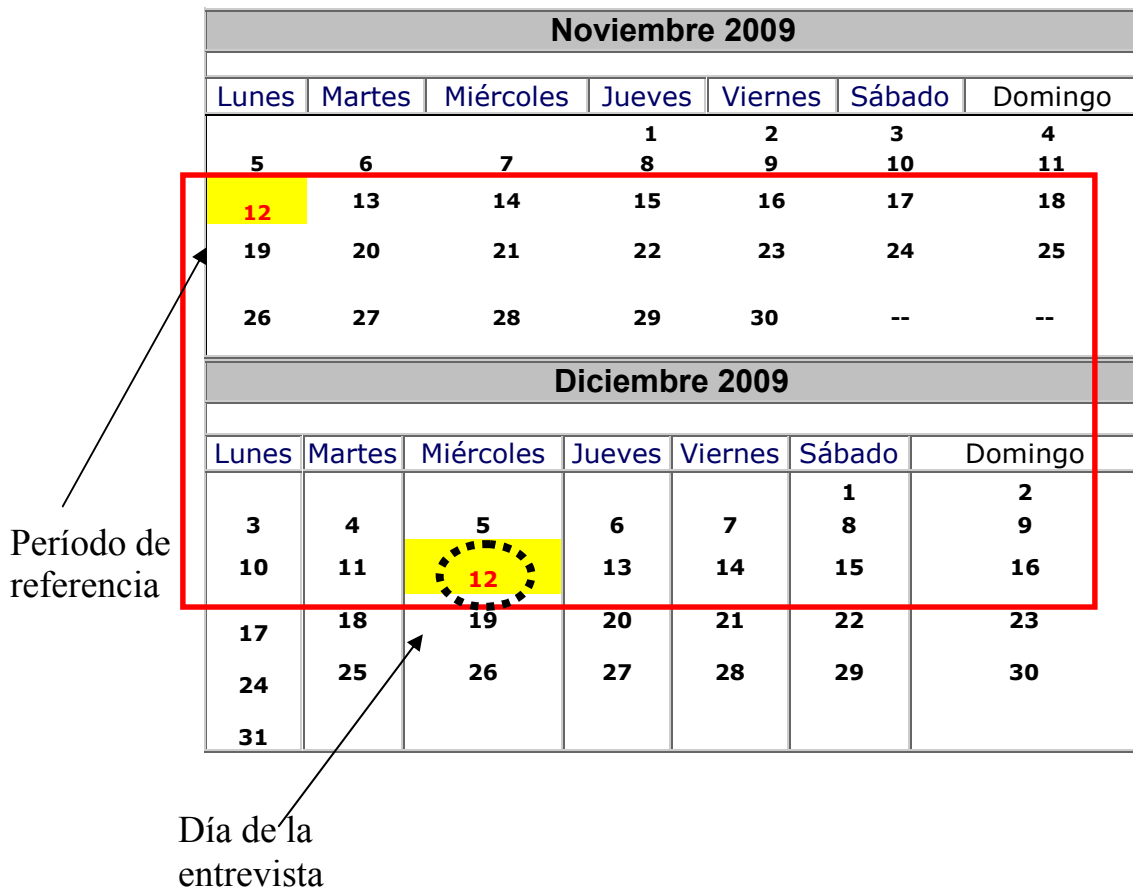 Noviembre 2009
Lunes Martes Miércoles Jueves Viernes Sábado Domingo
1 2 3 4
5 6 7 8 9 10 11
12 13 14 15 16 17 18
19 20 21 22 23 24 25
26 27 28 29 30 -- --
Diciembre 2009
Lunes Martes Miércoles Jueves Viernes Sábado Domingo
1 2
3 4 5 6 7 8 9
10 11 12 13 14 15 16
17 18 19 20 21 22 23
24 25 26 27 28 29 30
31
Período de
referencia
Día de la
entrevista